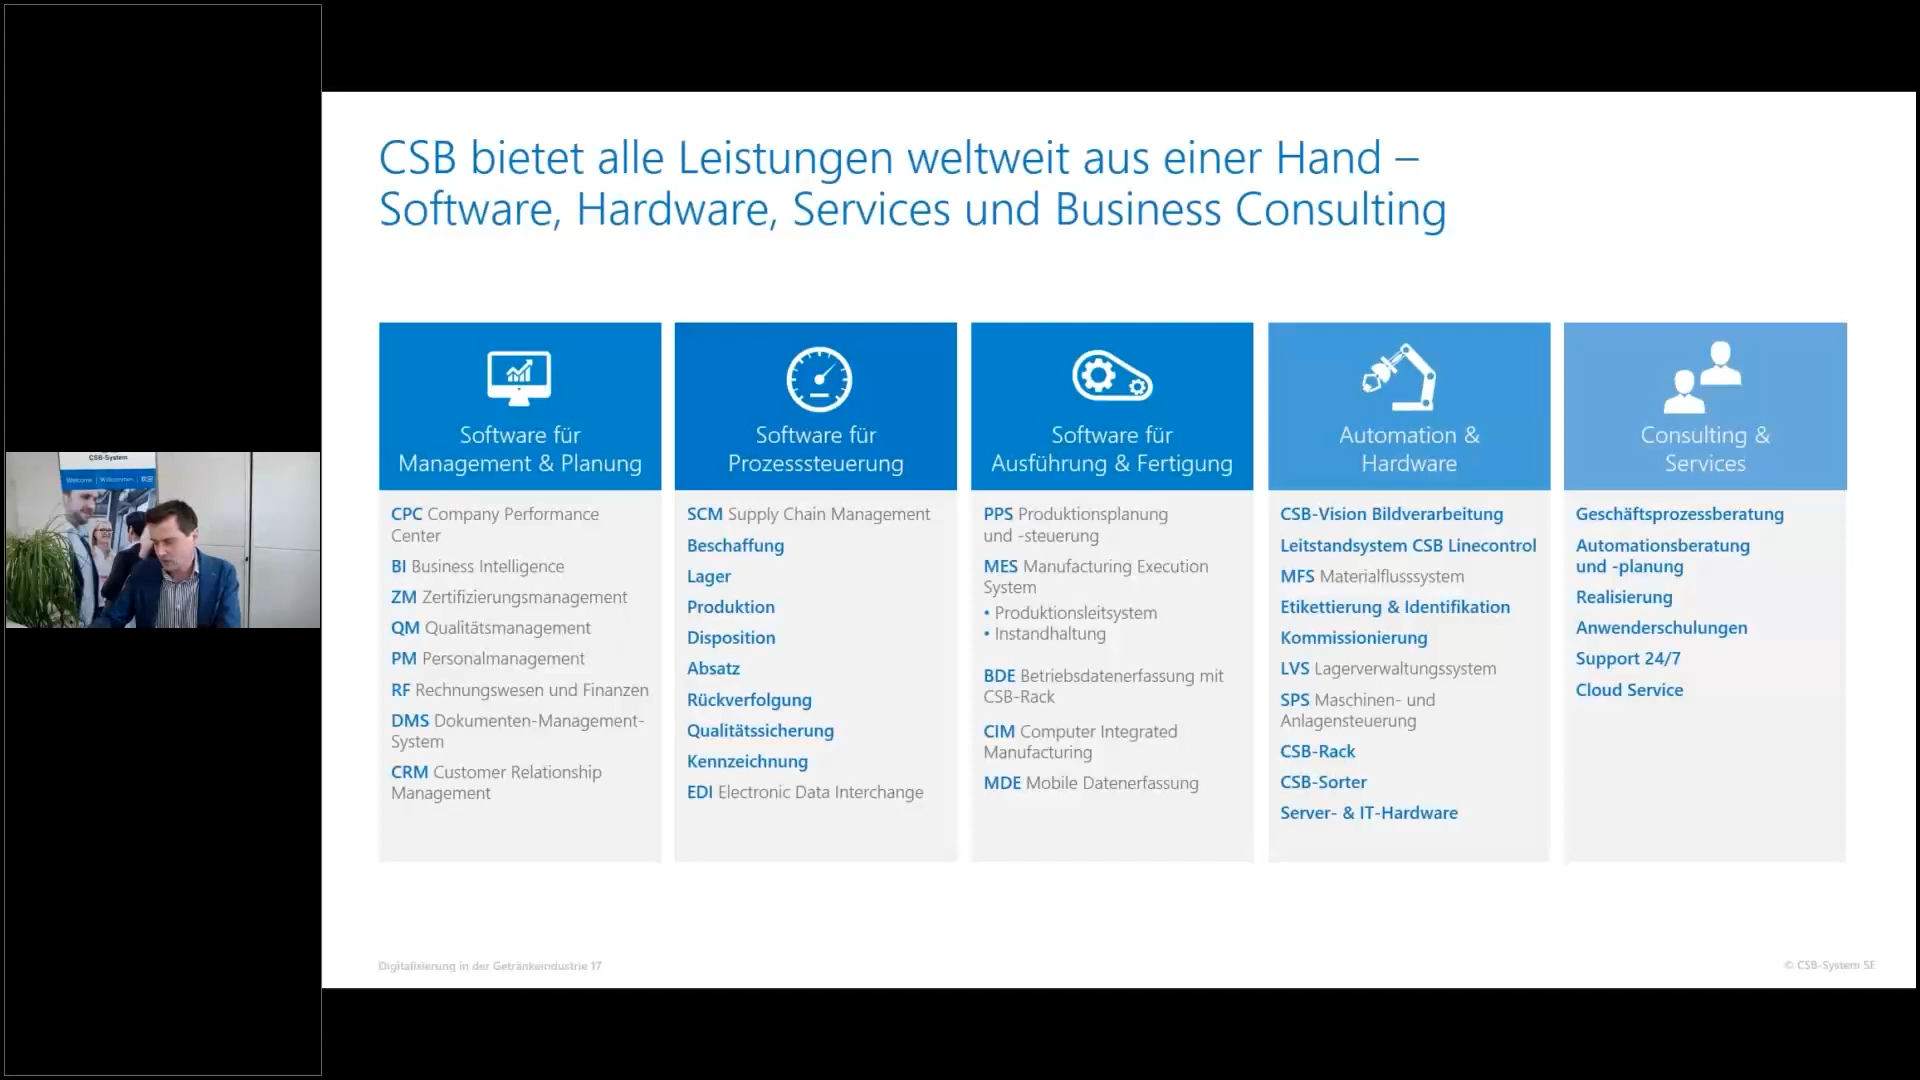 CSB bietet alle Leistungen weltweit aus einer Hand –
Software, Hardware, Services und Business Consulting
Software für
Management & Planung
CPC Company Performance
Center
BI Business Intelligence
ZM Zertifizierungsmanagement
QM Qualitätsmanagement
PM Personalmanagement
RF Rechnungswesen und Finanzen
DMS Dokumenten-Management-
System
CRM Customer Relationship
Management
Software für
Prozesssteuerung
SCM Supply Chain Management
Beschaffung
Lager
Produktion
Disposition
Absatz
Rückverfolgung
Qualitätssicherung
Kennzeichnung
EDI Electronic Data Interchange
Software für
Ausführung & Fertigung
PPS Produktionsplanung
und -steuerung
MES Manufacturing Execution
System
• Produktionsleitsystem
• Instandhaltung
BDE Betriebsdatenerfassung mit
CSB-Rack
CIM Computer Integrated
Manufacturing
MDE Mobile Datenerfassung
Automation &
Hardware
CSB-Vision Bildverarbeitung
Leitstandsystem CSB Linecontrol
MFS Materialflusssystem
Etikettierung & Identifikation
Kommissionierung
LVS Lagerverwaltungssystem
SPS Maschinen- und
Anlagensteuerung
CSB-Rack
CSB-Sorter
Server- & IT-Hardware
Consulting &
Services
Geschäftsprozessberatung
Automationsberatung
und -planung
Realisierung
Anwenderschulungen
Support 24/7
Cloud Service
CSB-System
Welcome | Willkommen |
Digitalisierung in der Getränkeindustrie 17
© CSB-System SE